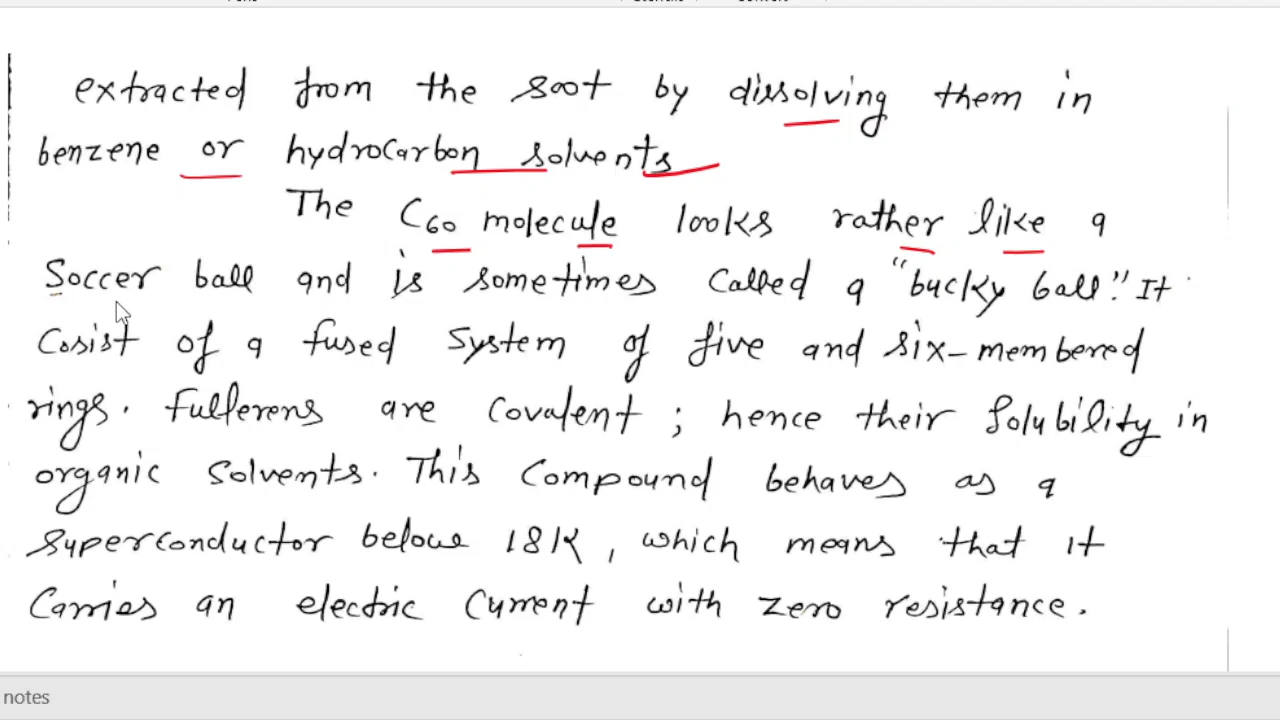 extracted from the soot by dissolving them in
benzene or hydrocarbon solvents
The C60 molecule looks rather like a
Soccer ball and is sometimes called a "bucky ball". It
Cosist of a fused system of five and six-membered
rings. Fullerens are covalent ; hence their solubility in
organic solvents. This compound behaves as a
superconductor belowe 18K, which means that it
Carries an electric current with zero resistance.
notes